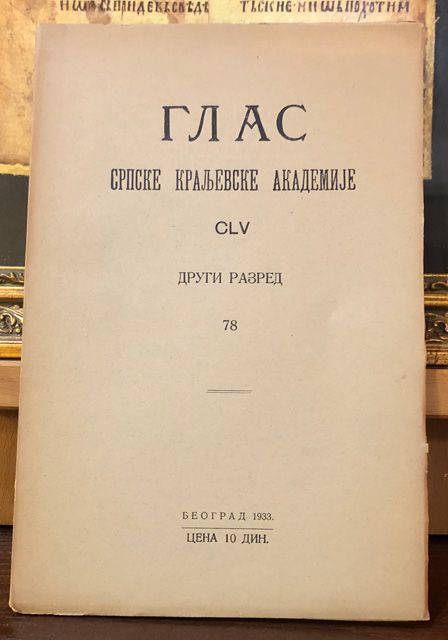 ГЛАС
СРПСКЕ КРАЉЕВСКЕ АКАДЕМИЈЕ
CLV
ДРУГИ РАЗРЕД
78
БЕОГРАД 1933.
ЦЕНА 10 ДИН.